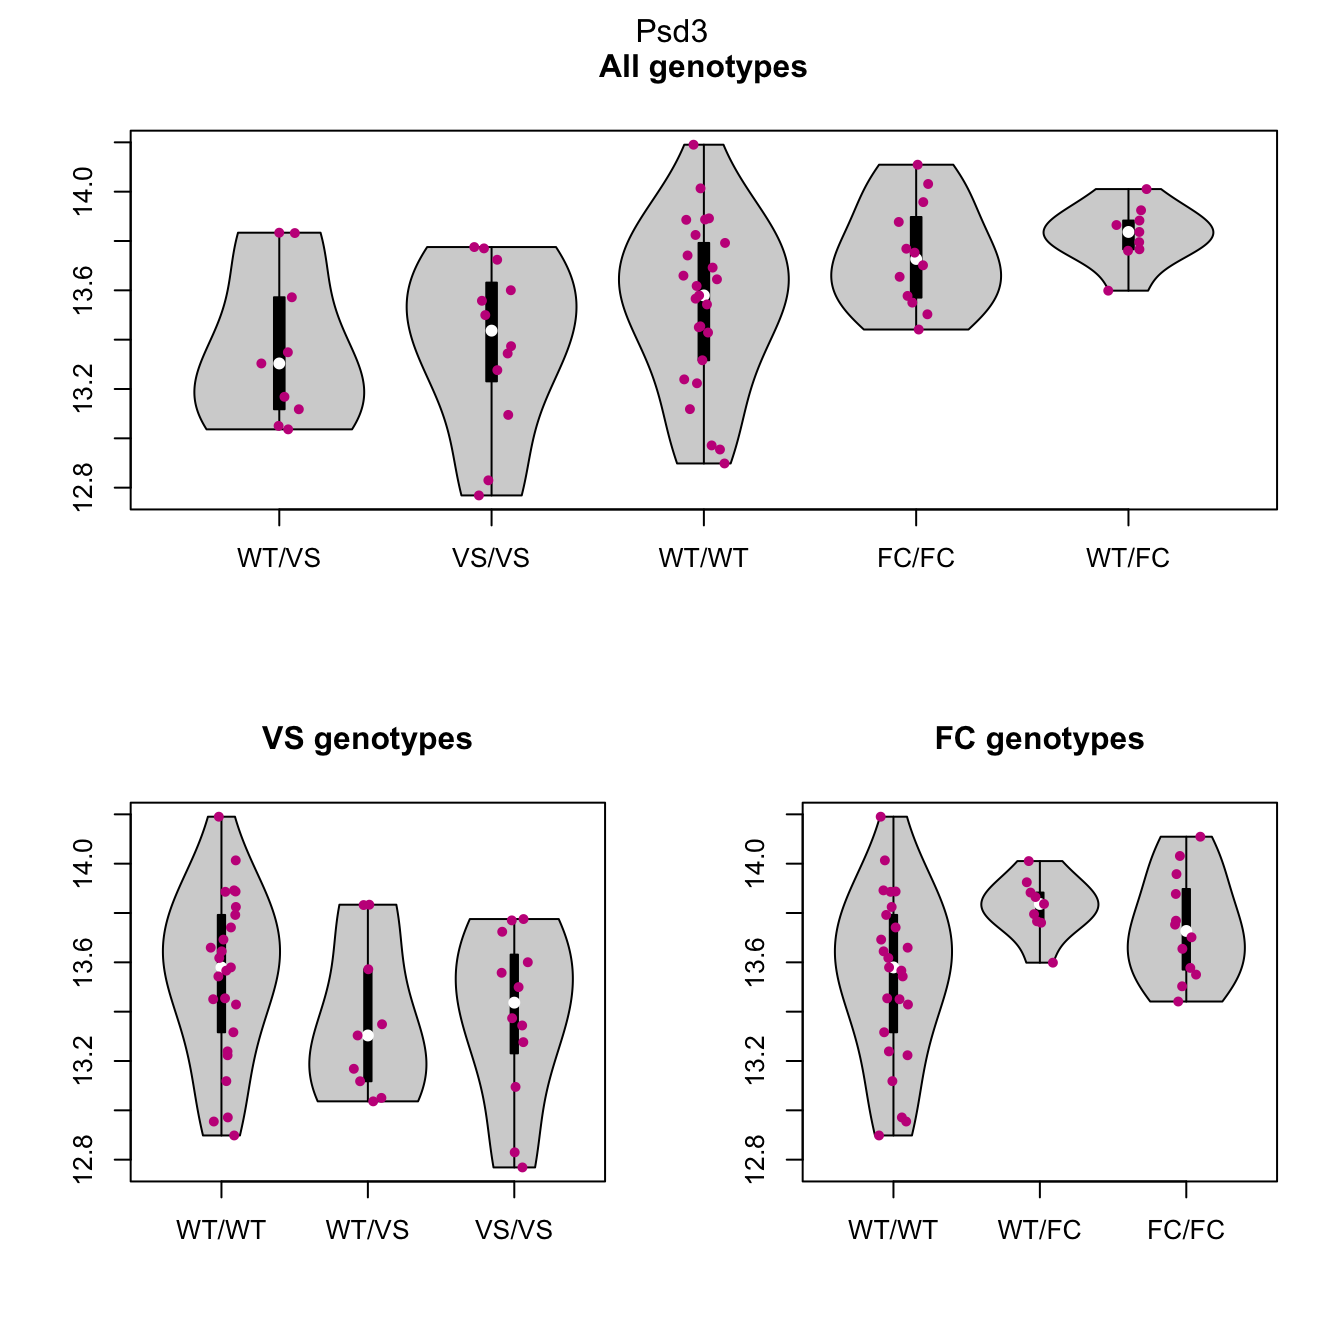 Psd3
All genotypes
14.0
13.6
13.2
12.8
WT/VS VS/VS WT/WT FC/FC WT/FC
VS genotypes
14.0
13.6
13.2
12.8
WT/WT WT/VS VS/VS
FC genotypes
14.0
13.6
13.2
12.8
WT/WT WT/FC FC/FC